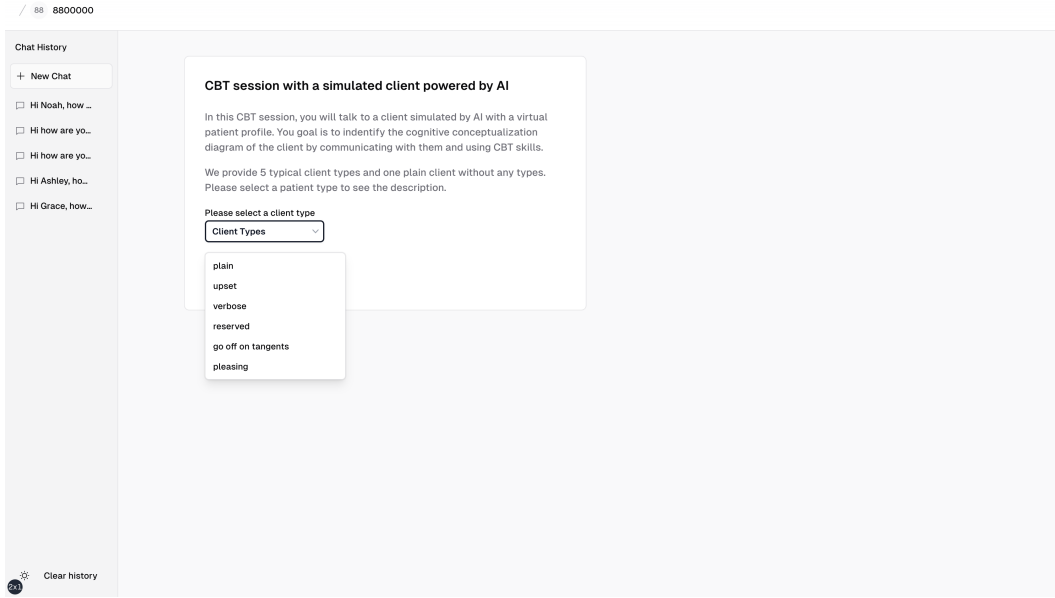 / 88 8800000
Chat History
+ New Chat
Hi Noah, how ...
Hi how are yo...
Hi how are yo...
Hi Ashley, ho...
Hi Grace, how...
Clear history
2x1
CBT session with a simulated client powered by AI
In this CBT session, you will talk to a client simulated by AI with a virtual
patient profile. You goal is to indentify the cognitive conceptualization
diagram of the client by communicating with them and using CBT skills.
We provide 5 typical client types and one plain client without any types.
Please select a patient type to see the description.
Please select a client type
Client Types
plain
upset
verbose
reserved
go off on tangents
pleasing